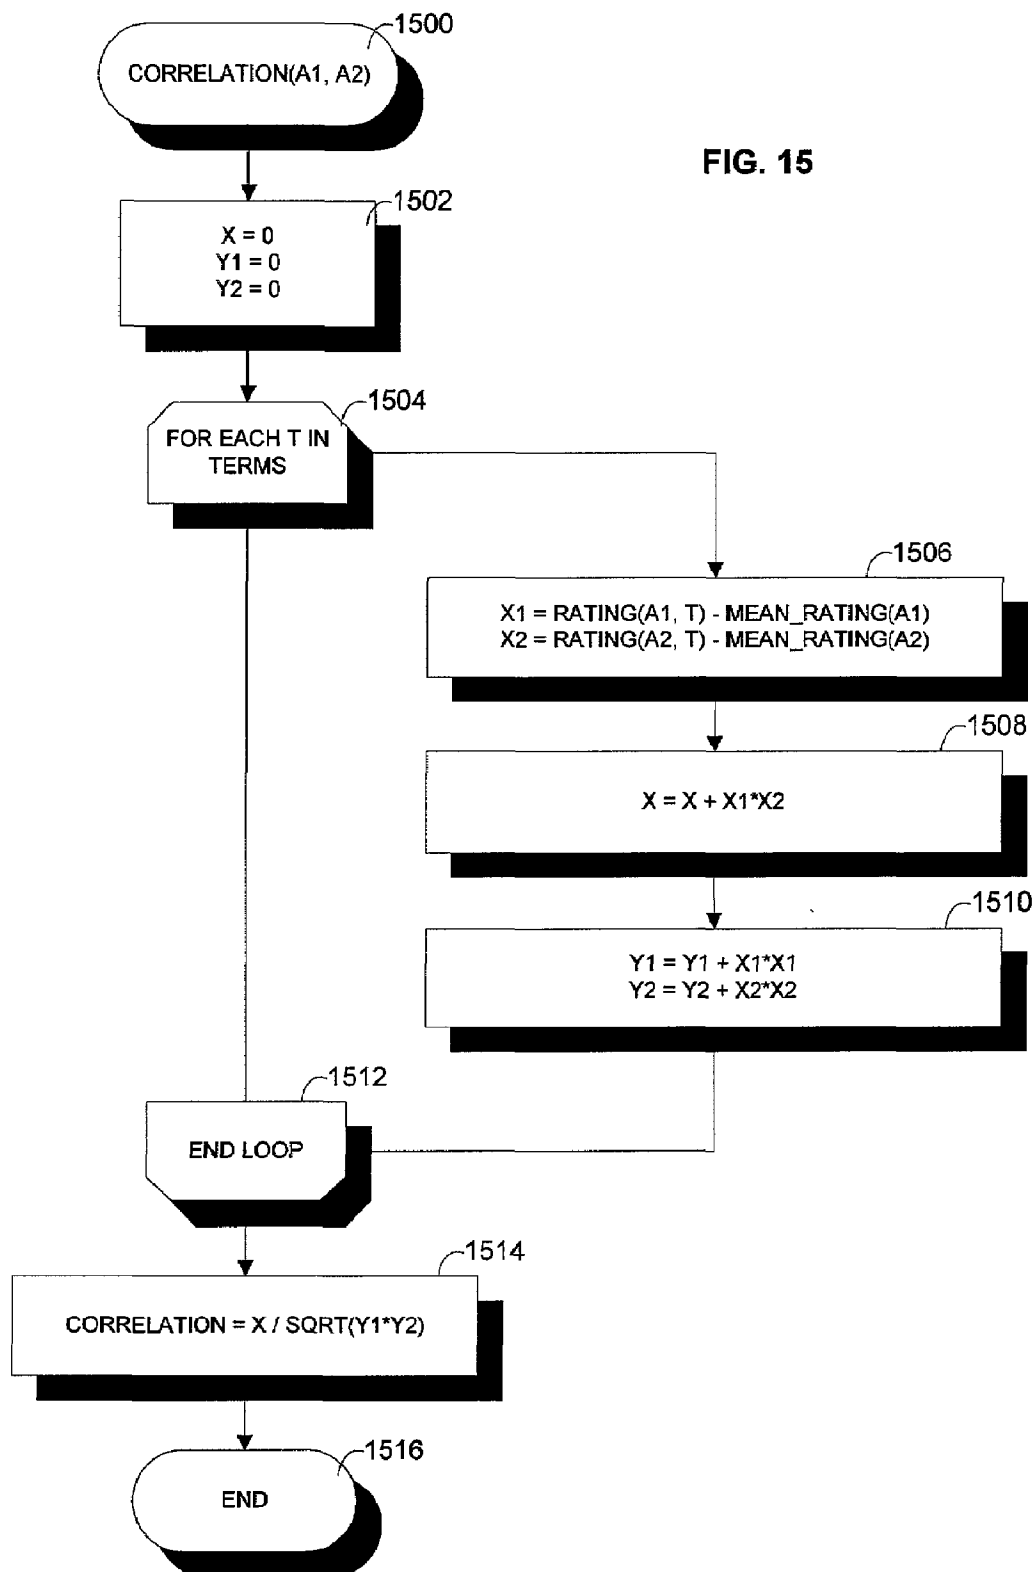 1500
CORRELATION(A1, A2)
FIG. 15
1502
X = 0
Y1 = 0
Y2 = 0
1504
FOR EACH T IN
TERMS
1506
X1 = RATING(A1, T) - MEAN_RATING(A1)
X2 = RATING(A2, T) - MEAN_RATING(A2)
1508
X = X + X1*X2
1510
Y1 = Y1 + X1*X1
Y2 = Y2 + X2*X2
1512
END LOOP
1514
CORRELATION = X / SQRT(Y1*Y2)
1516
END